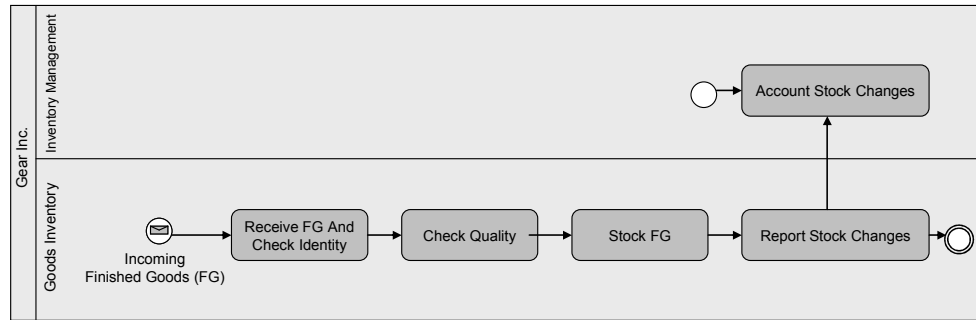 Gear Inc.
Inventory Management
Account Stock Changes
Goods Inventory
Incoming
Finished Goods (FG)
Receive FG And
Check Identity
Check Quality
Stock FG
Report Stock Changes